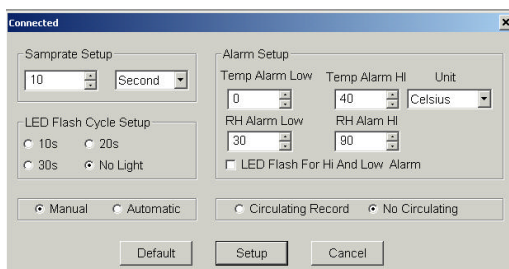 Connected
Samprate Setup
10 Second
LED Flash Cycle Setup
10s 20s
30s No Light
Alarm Setup
Temp Alarm Low Temp Alarm HI Unit
0 40 Celsius
RH Alarm Low RH Alam HI
30 90
LED Flash For Hi And Low Alarm
Manual Automatic
Circulating Record No Circulating
Default Setup Cancel